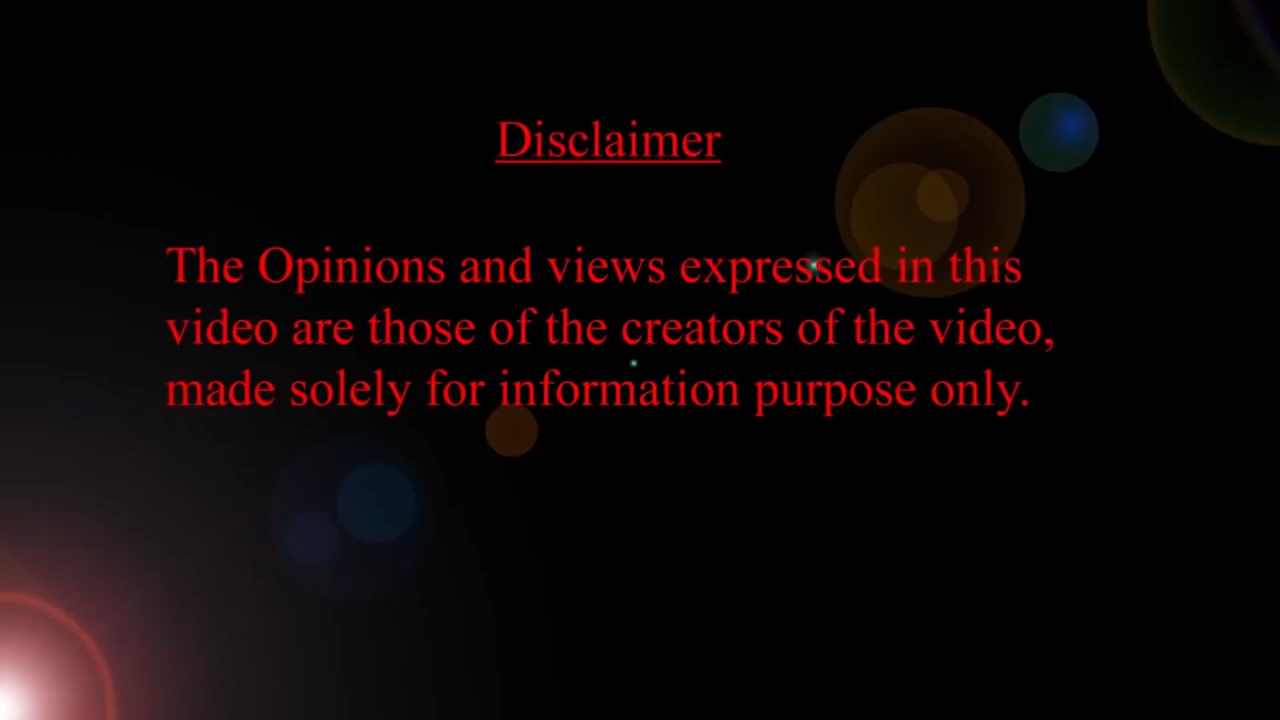 Disclaimer
The Opinions and views expressed in this
video are those of the creators of the video,
made solely for information purpose only.